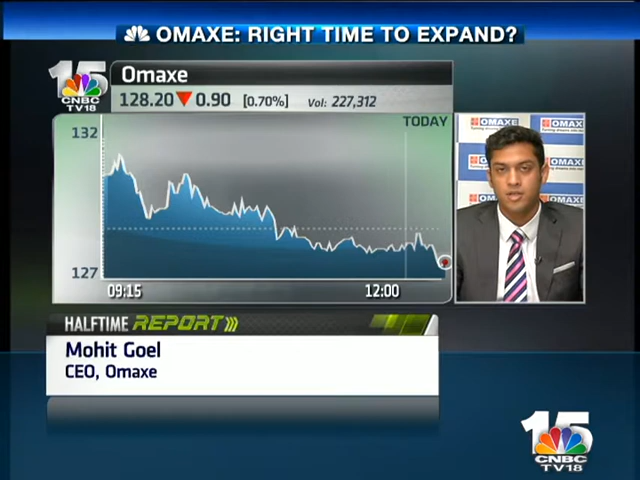 OMAXE: RIGHT TIME TO EXPAND?
15
CNBC
TV18
Omaxe
128.20 ▼ 0.90 [0.70%] Vol: 227,312
TODAY
132
127
09:15
12:00
OMAXE
OMAXE
OMAXE
OMAXE
OMAXE
HALFTIME REPORT
Mohit Goel
CEO, Omaxe
15
CNBC
TV18